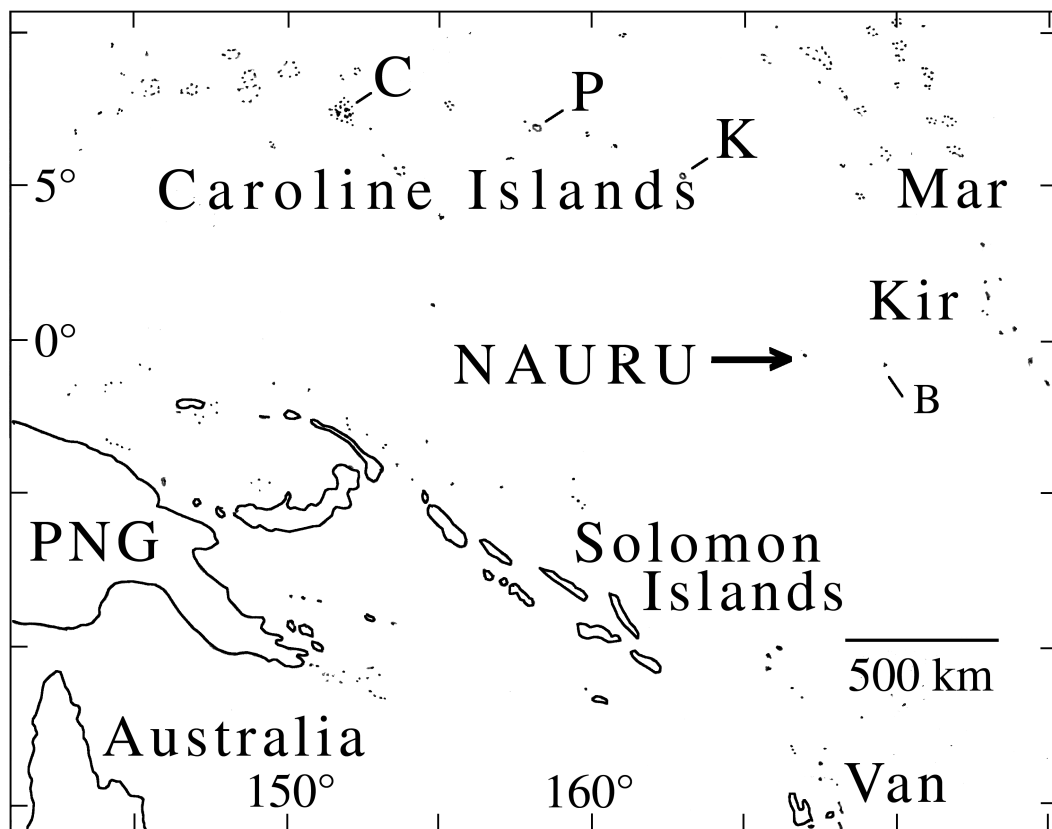 C
P
K
5°
Caroline Islands
Mar
Kir
0°
NAURU
B
PNG
Solomon
Islands
500 km
Australia
150°
160°
Van